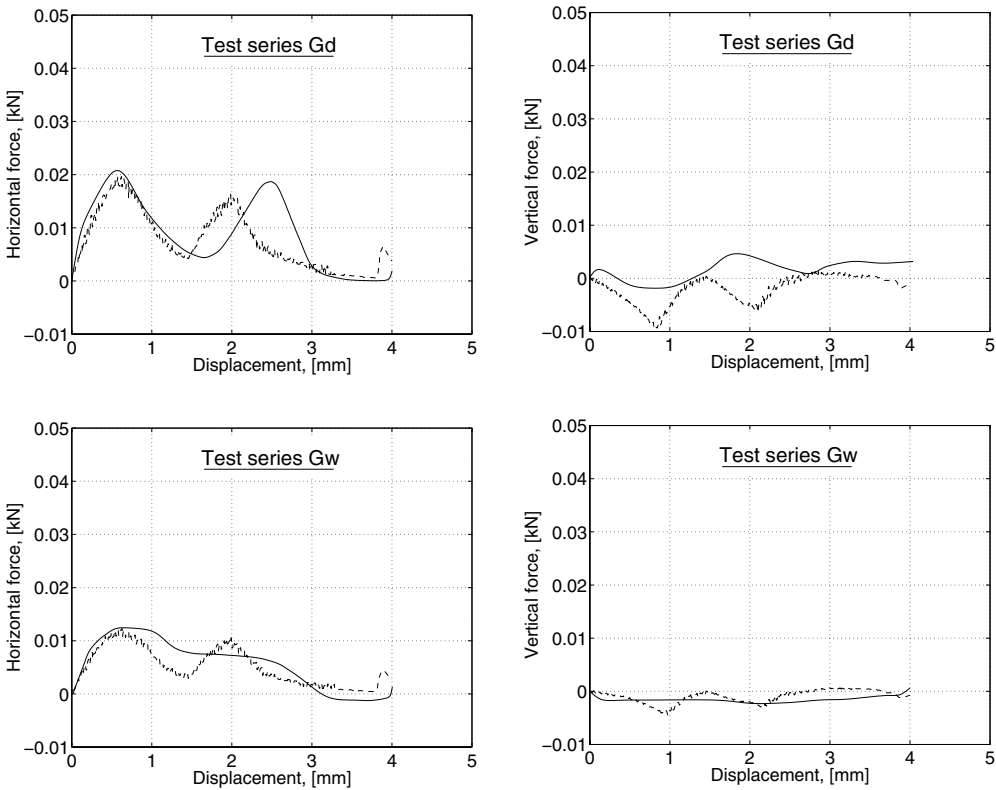 Test series Gd
Horizontal force, [kN]
0.05
0.04
0.03
0.02
0.01
0
−0.01
0 1 2 3 4 5
Displacement, [mm]
Test series Gd
Vertical force, [kN]
0.05
0.04
0.03
0.02
0.01
0
−0.01
0 1 2 3 4 5
Displacement, [mm]
Test series Gw
Horizontal force, [kN]
0.05
0.04
0.03
0.02
0.01
0
−0.01
0 1 2 3 4 5
Displacement, [mm]
Test series Gw
Vertical force, [kN]
0.05
0.04
0.03
0.02
0.01
0
−0.01
0 1 2 3 4 5
Displacement, [mm]